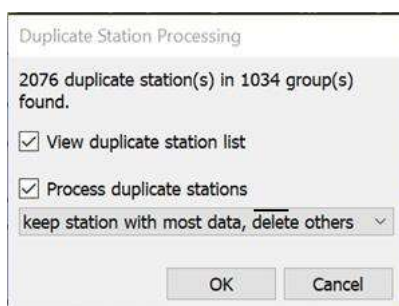 Duplicate Station Processing
2076 duplicate station(s) in 1034 group(s)
found.
View duplicate station list
Process duplicate stations
keep station with most data, delete others
OK
Cancel